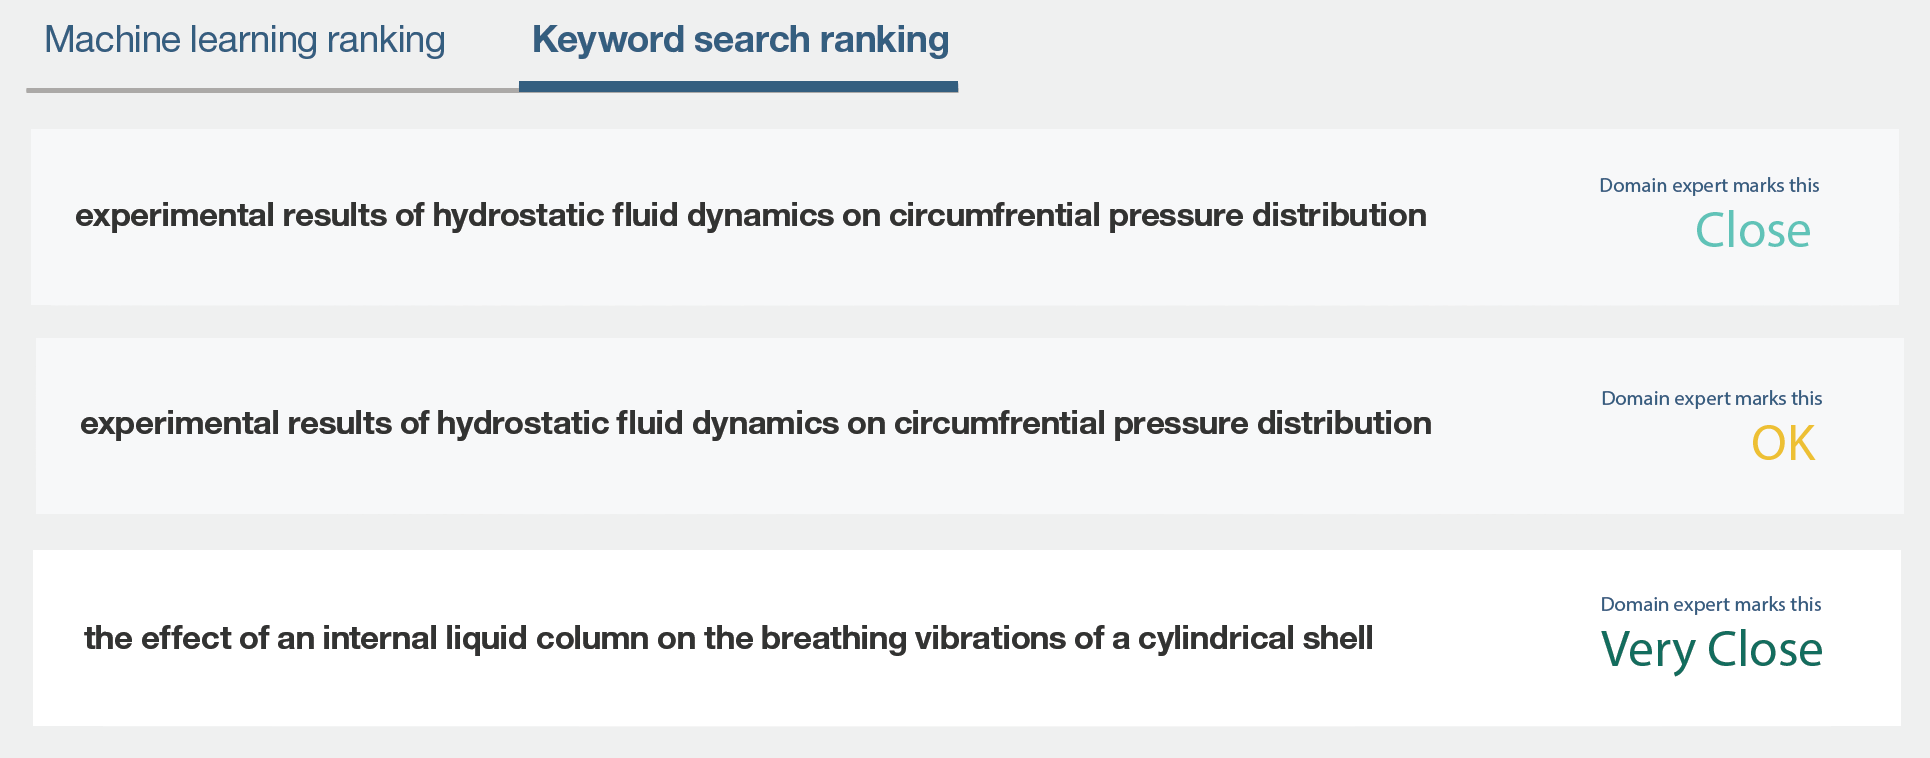 Machine learning ranking
Keyword search ranking
experimental results of hydrostatic fluid dynamics on circumfrential pressure distribution
Domain expert marks this
Close
experimental results of hydrostatic fluid dynamics on circumfrential pressure distribution
Domain expert marks this
OK
the effect of an internal liquid column on the breathing vibrations of a cylindrical shell
Domain expert marks this
Very Close